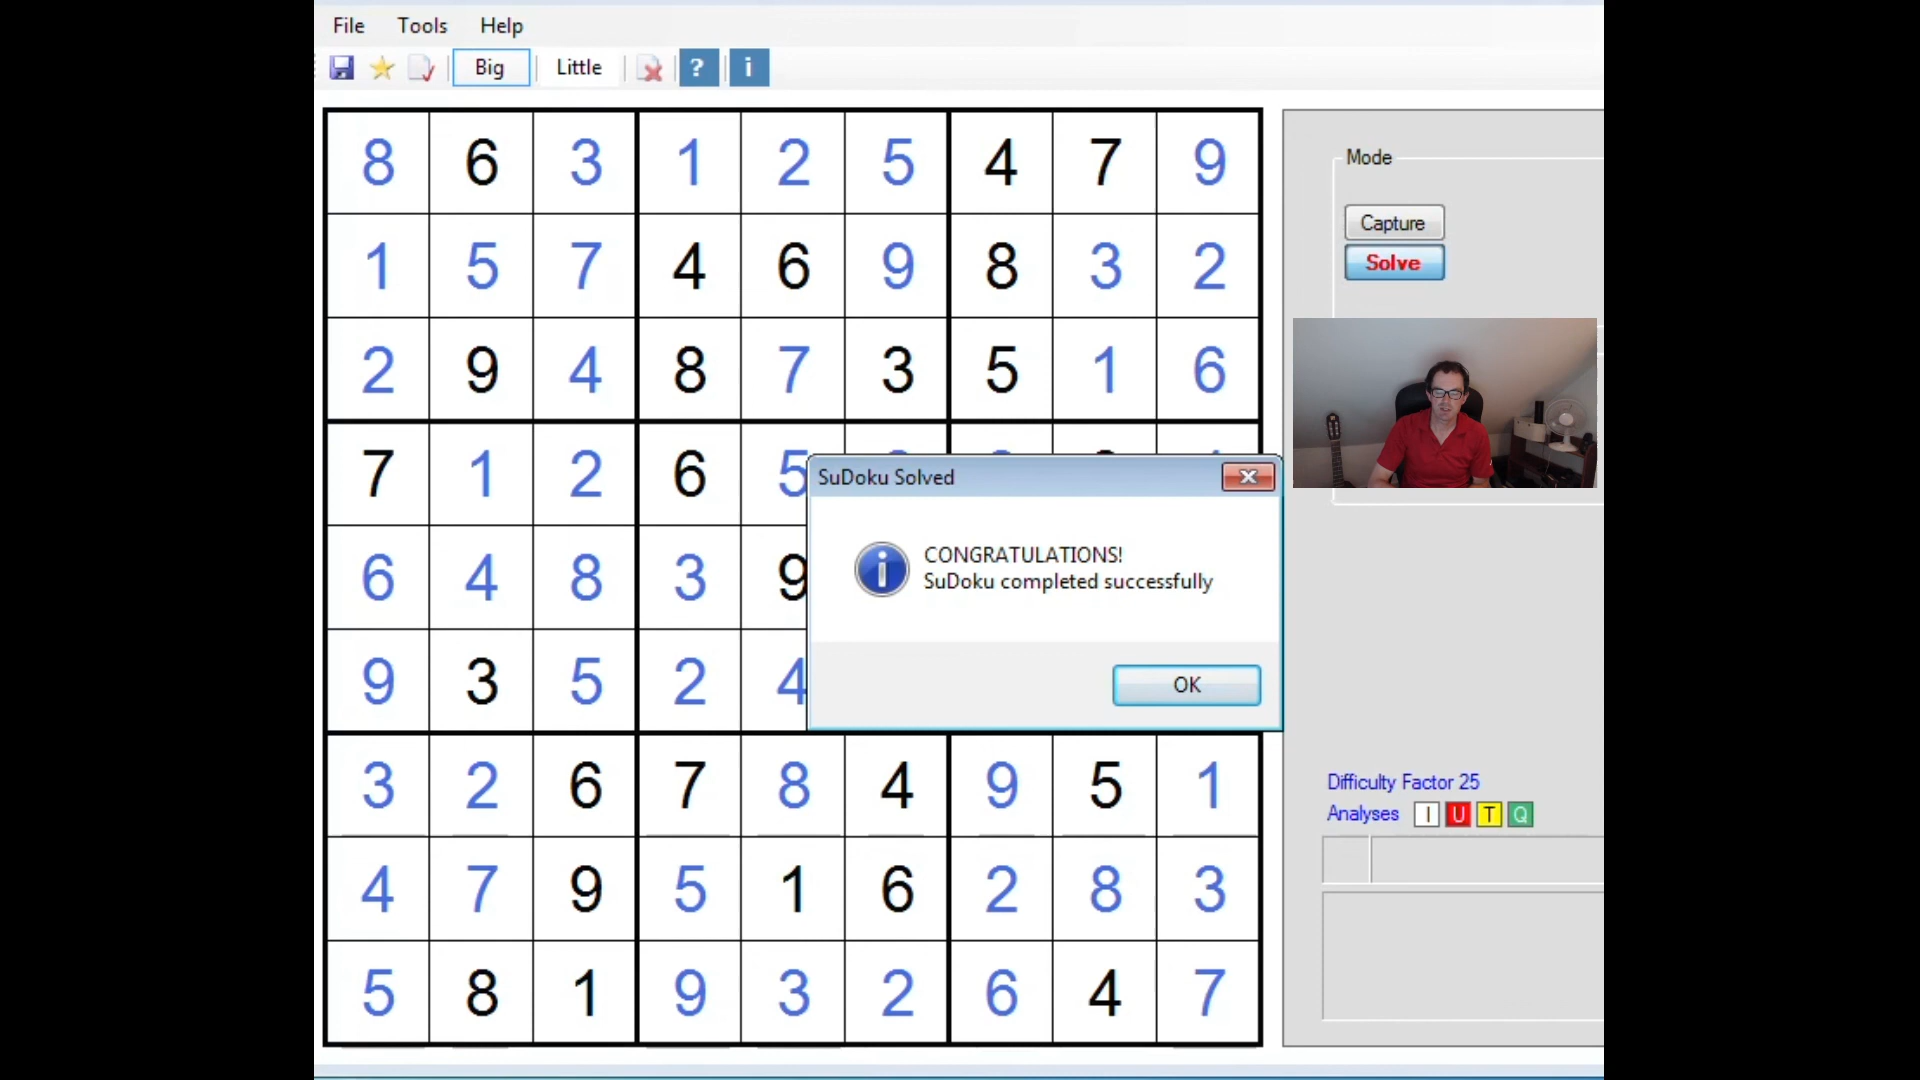 File Tools Help
Big Little ? i
8 6 3 1 2 5 4 7 9
1 5 7 4 6 9 8 3 2
2 9 4 8 7 3 5 1 6
7 1 2 6 5
6 4 8 3 9
9 3 5 2 4
3 2 6 7 8 4 9 5 1
4 7 9 5 1 6 2 8 3
5 8 1 9 3 2 6 4 7
SuDoku Solved
CONGRATULATIONS!
SuDoku completed successfully
OK
Mode
Capture
Solve
Difficulty Factor 25
Analyses I U T Q